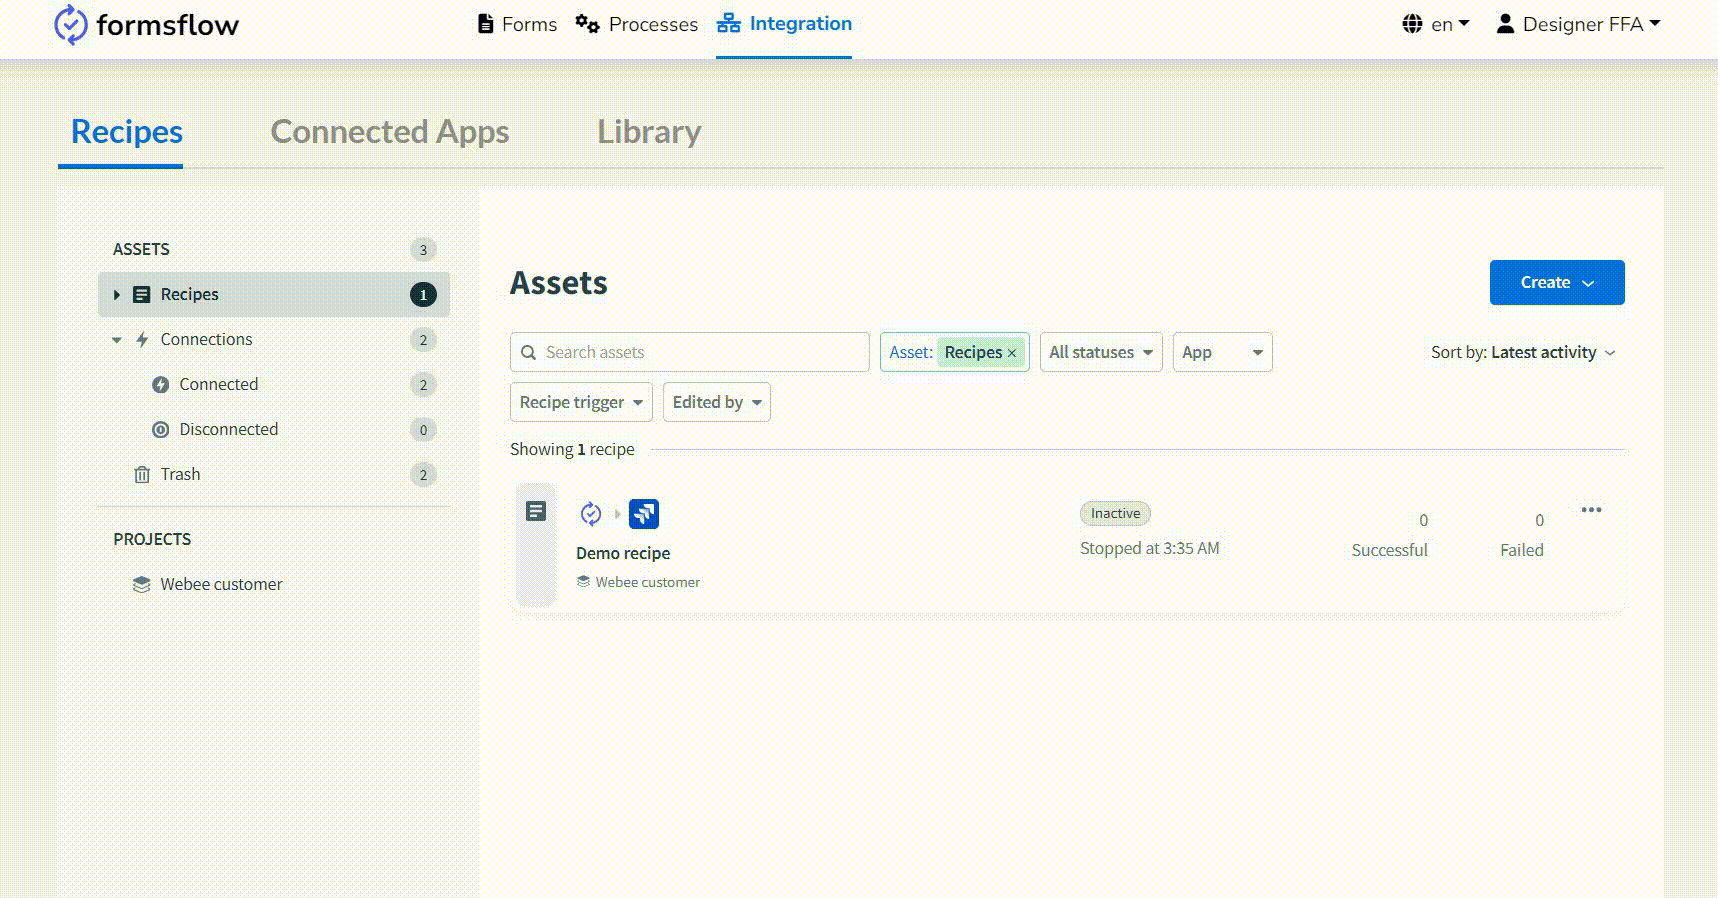 formsflow
Forms Processes Integration
en Designer FFA
Recipes Connected Apps Library
ASSETS 3
Recipes 1
Connections 2
Connected 2
Disconnected 0
Trash 2
PROJECTS
Webee customer
Assets
Create
Search assets
Asset: Recipes ×
All statuses
App
Sort by: Latest activity
Recipe trigger
Edited by
Showing 1 recipe
Demo recipe
Webee customer
Inactive
Stopped at 3:35 AM
0
Successful
0
Failed